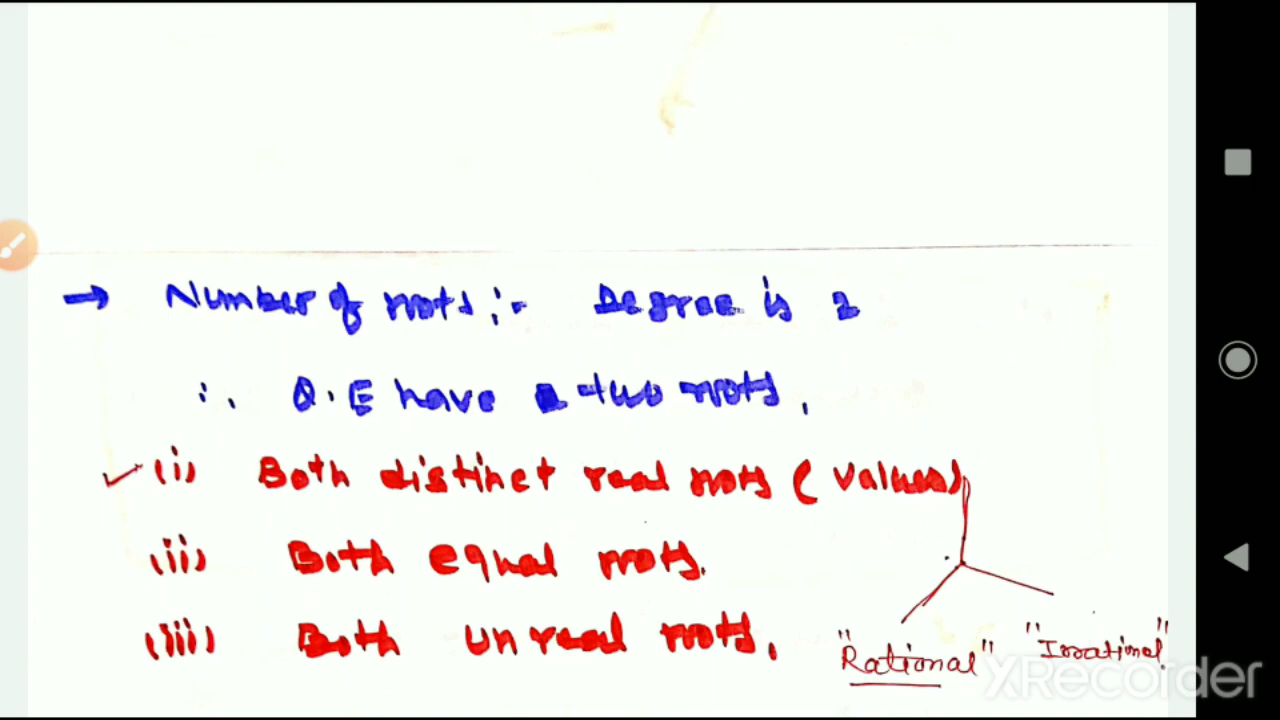 → Number of roots :- Degree is 2
∴ Q.E have two roots.
✓ (i) Both distinct real roots (values)
(ii) Both equal roots.
(iii) Both unreal roots.
"Rational" "Irrational"
XRecorder